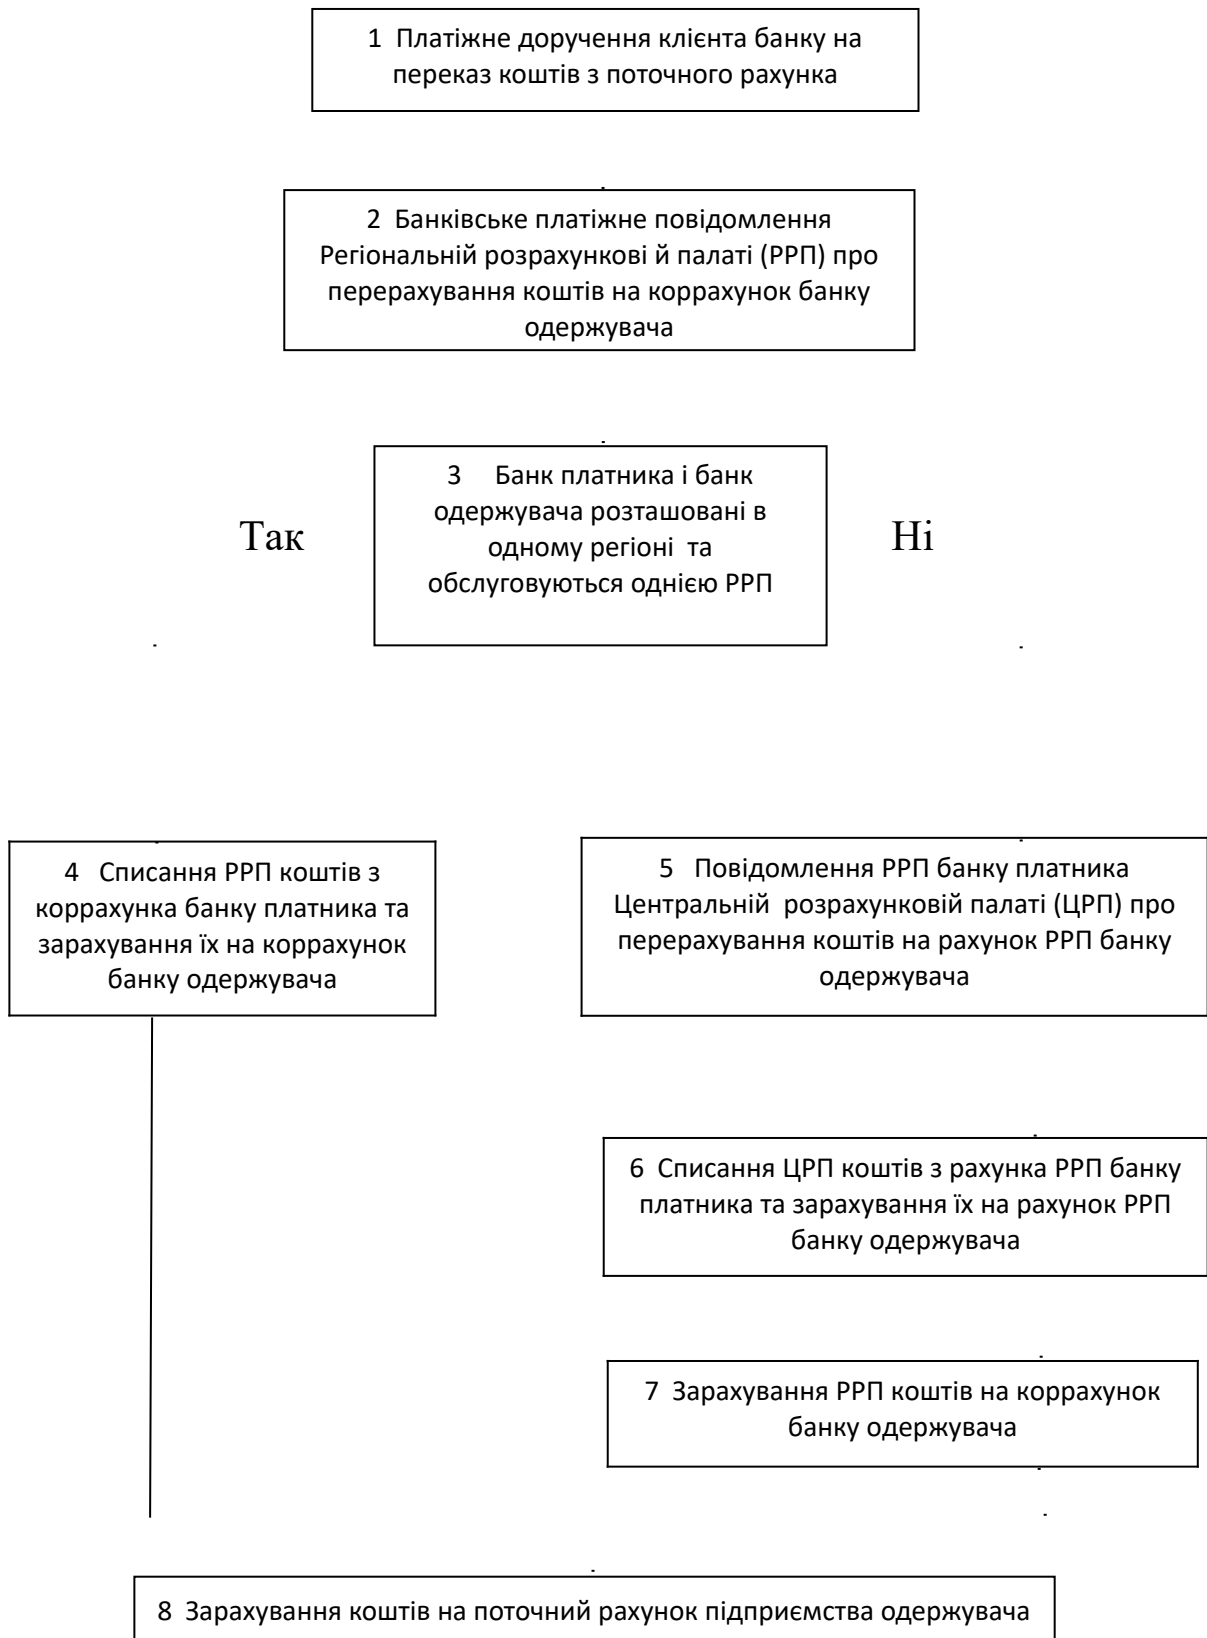 1 Платіжне доручення клієнта банку на
переказ коштів з поточного рахунка
2 Банківське платіжне повідомлення
Регіональній розрахункові й палаті (РРП) про
перерахування коштів на коррахунок банку
одержувача
3 Банк платника і банк
одержувача розташовані в
одному регіоні та
обслуговуються однією РРП
Так
Ні
4 Списання РРП коштів з
коррахунка банку платника та
зарахування їх на коррахунок
банку одержувача
5 Повідомлення РРП банку платника
Центральній розрахунковій палаті (ЦРП) про
перерахування коштів на рахунок РРП банку
одержувача
6 Списання ЦРП коштів з рахунка РРП банку
платника та зарахування їх на рахунок РРП
банку одержувача
7 Зарахування РРП коштів на коррахунок
банку одержувача
8 Зарахування коштів на поточний рахунок підприємства одержувача